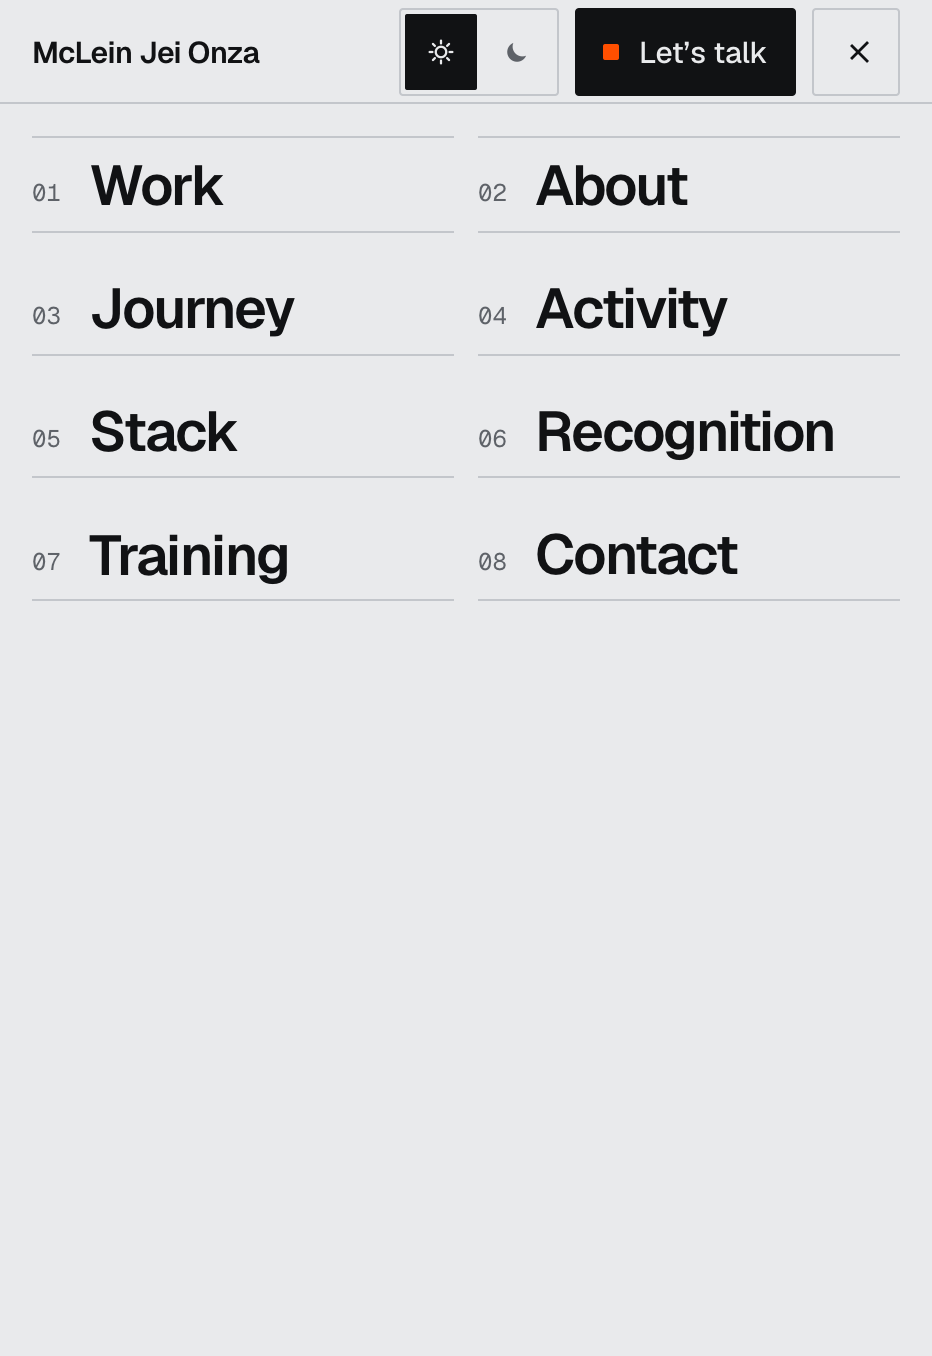 McLein Jei Onza
Let’s talk
01 Work
02 About
03 Journey
04 Activity
05 Stack
06 Recognition
07 Training
08 Contact